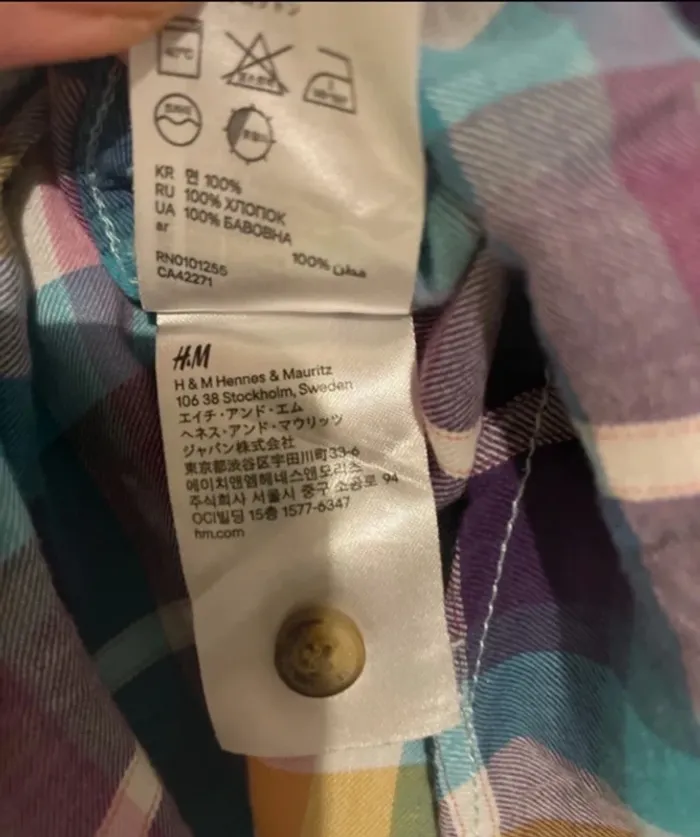 40°C
KR 면 100%
RU 100% ХЛОПОК
UA 100% БАВОВНА
ar
100% قطن
RN0101255
CA42271
H&M
H & M Hennes & Mauritz
106 38 Stockholm, Sweden
エイチ・アンド・エム
ヘネス・アンド・マウリッツ
ジャパン株式会社
東京都渋谷区宇田川町33-6
에이치앤엠헤네스앤모리츠
주식회사 서울시 중구 소공로 94
OCI빌딩 15층 1577-6347
hm.com